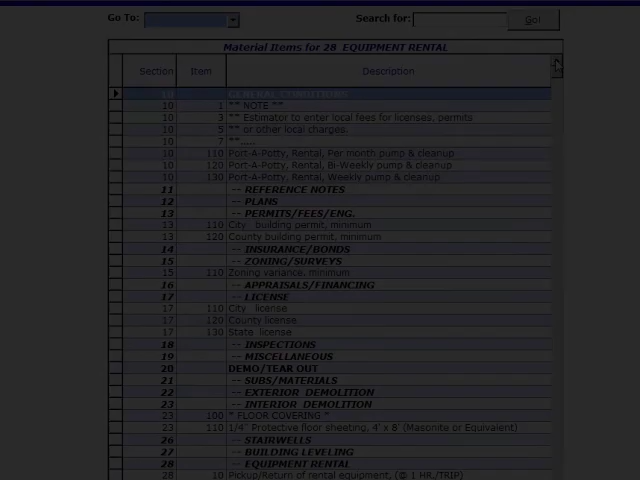 Go To: Search for: Go!
Material Items for 28 EQUIPMENT RENTAL
Section Item Description
10 GENERAL CONDITIONS
10 1 ** NOTE **
10 3 ** Estimator to enter local fees for licenses, permits
10 5 ** or other local charges.
10 7 **....
10 110 Port-A-Potty, Rental, Per month pump & cleanup
10 120 Port-A-Potty, Rental, Bi-Weekly pump & cleanup
10 130 Port-A-Potty, Rental, Weekly pump & cleanup
11 -- REFERENCE NOTES
12 -- PLANS
13 -- PERMITS/FEES/ENG.
13 110 City building permit, minimum
13 120 County building permit, minimum
14 -- INSURANCE/BONDS
15 -- ZONING/SURVEYS
15 110 Zoning variance, minimum
16 -- APPRAISALS/FINANCING
17 -- LICENSE
17 110 City license
17 120 County license
17 130 State license
18 -- INSPECTIONS
19 -- MISCELLANEOUS
20 DEMO/TEAR OUT
21 -- SUBS/MATERIALS
22 -- EXTERIOR DEMOLITION
23 -- INTERIOR DEMOLITION
23 100 * FLOOR COVERING *
23 110 1/4" Protective floor sheeting, 4' x 8' (Masonite or Equivalent)
26 -- STAIRWELLS
27 -- BUILDING LEVELING
28 -- EQUIPMENT RENTAL
28 10 Pickup/Return of rental equipment, (@ 1 HR./TRIP)